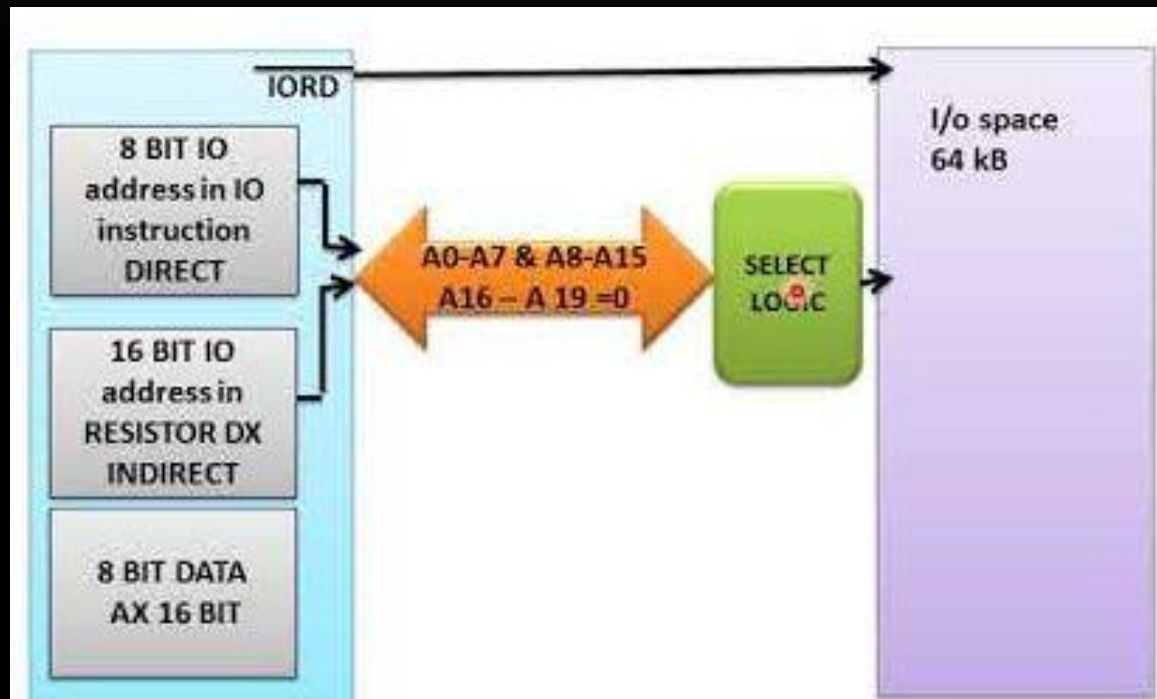 IORD
8 BIT IO
address in IO
instruction
DIRECT
16 BIT IO
address in
RESISTOR DX
INDIRECT
8 BIT DATA
AX 16 BIT
A0-A7 & A8-A15
A16 – A 19 =0
SELECT
LOGIC
I/o space
64 kB